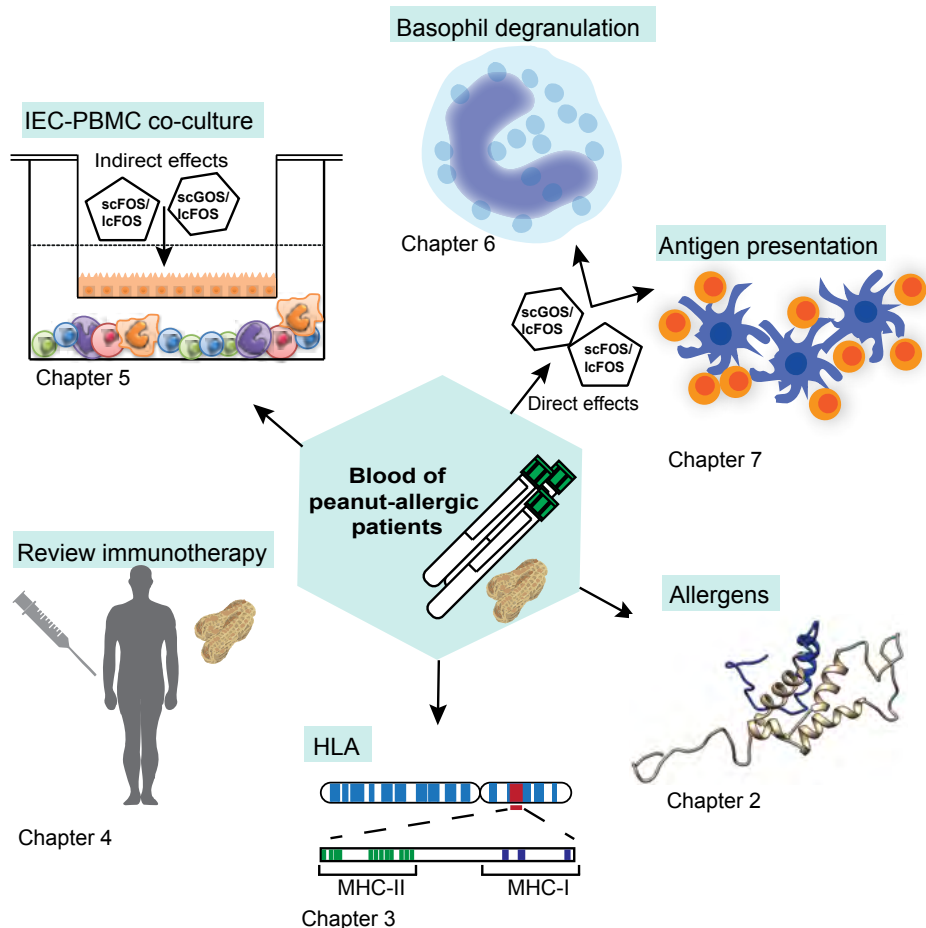 Basophil degranulation
IEC-PBMC co-culture
Indirect effects
scFOS/
lcFOS
scGOS/
lcFOS
Chapter 5
Chapter 6
Antigen presentation
scGOS/
lcFOS
scFOS/
lcFOS
Direct effects
Chapter 7
Blood of
peanut-allergic
patients
Review immunotherapy
Chapter 4
Allergens
Chapter 2
HLA
MHC-II
MHC-I
Chapter 3